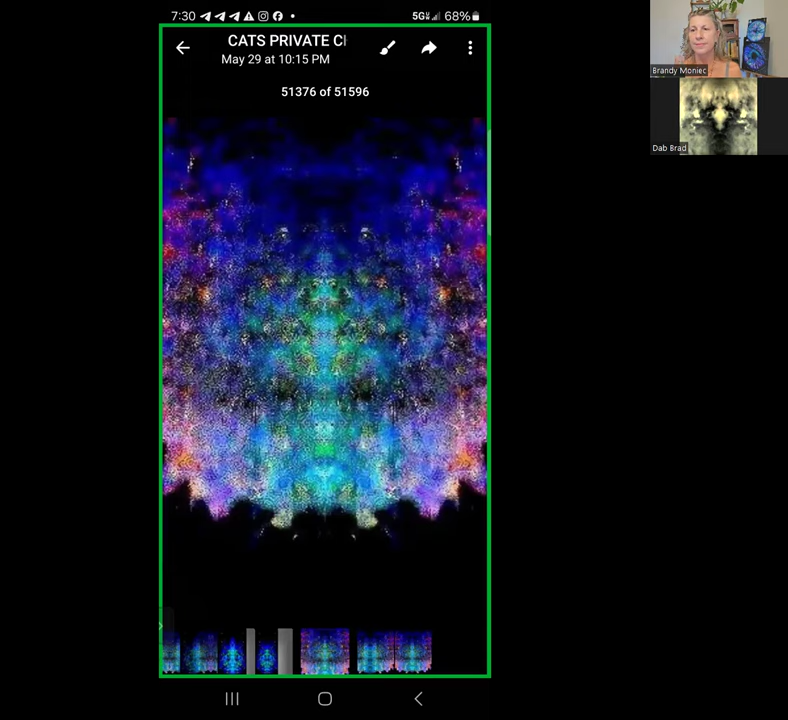 7:30
5G 68%
CATS PRIVATE C
May 29 at 10:15 PM
51376 of 51596
Brandy Moniec
Dab Brad